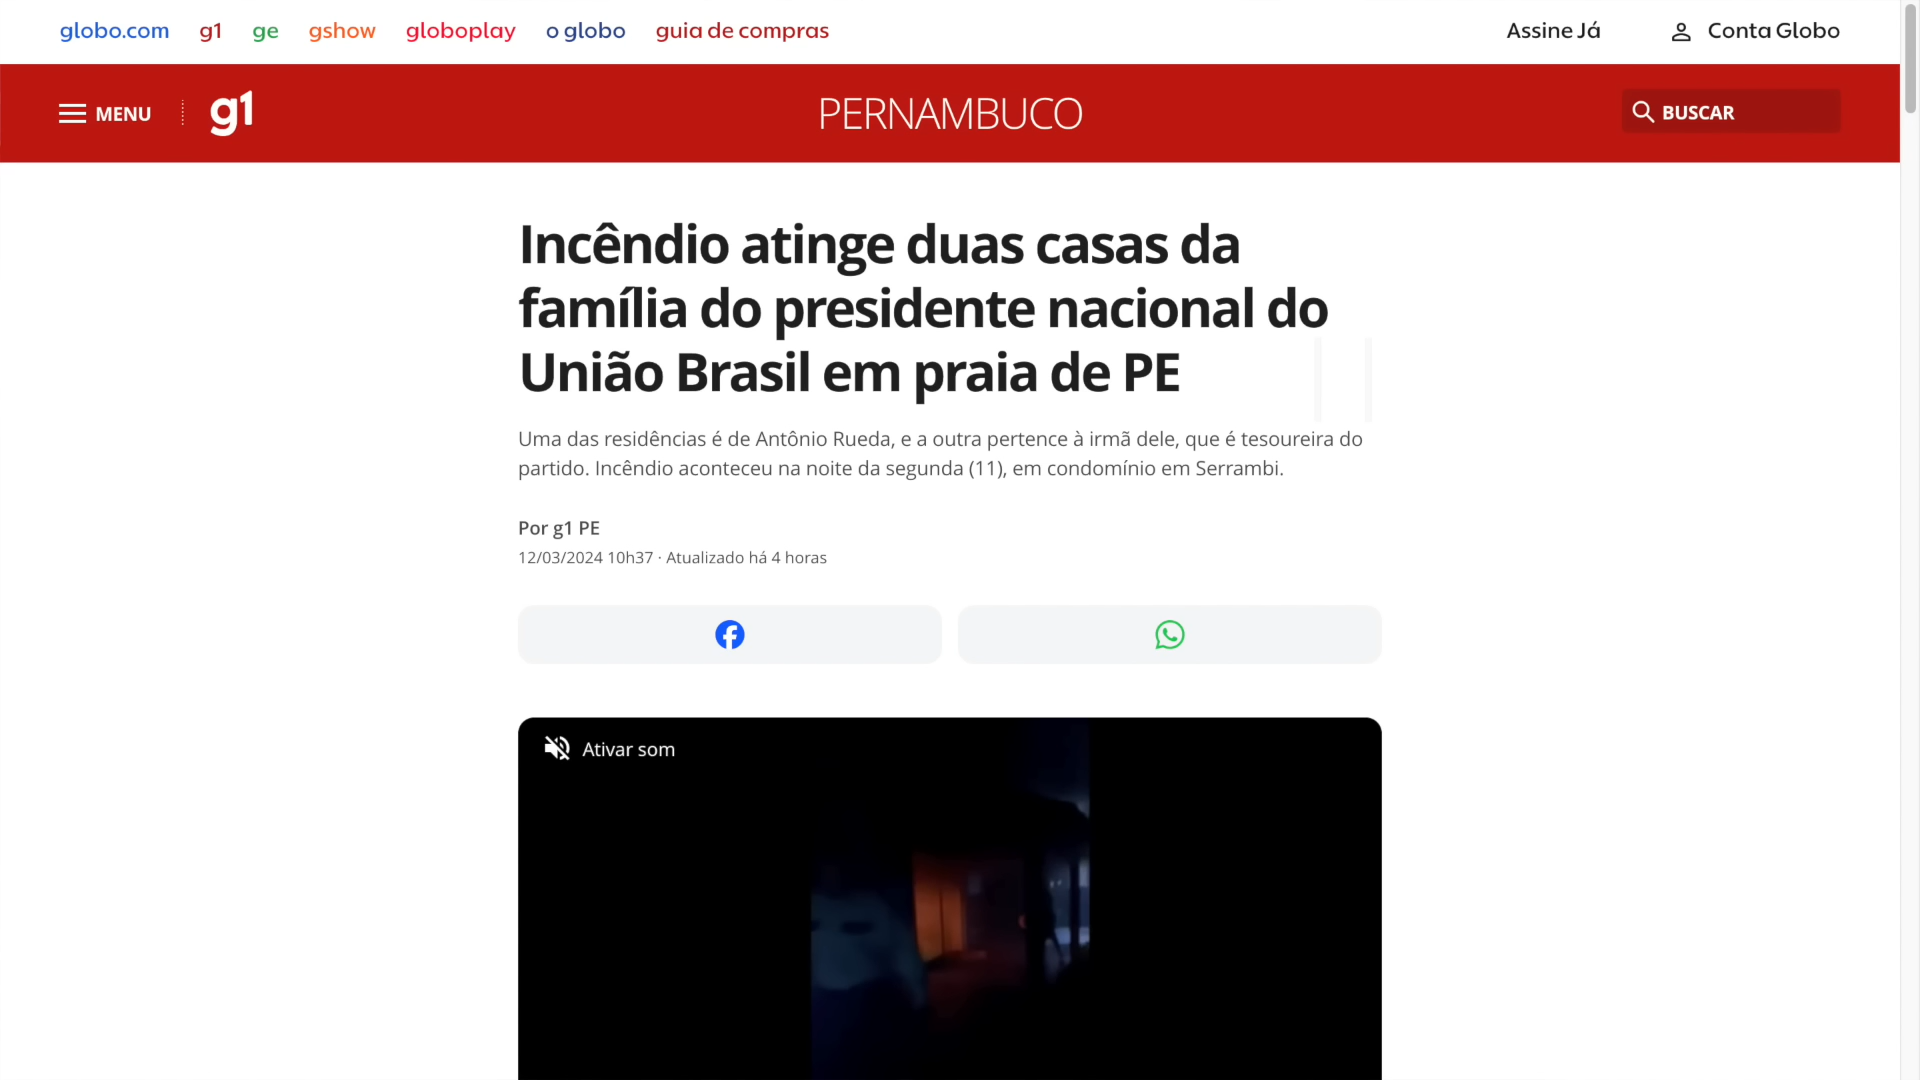 globo.com g1 ge gshow globoplay o globo guia de compras Assine Já Conta Globo
MENU g1 PERNAMBUCO BUSCAR
Incêndio atinge duas casas da
família do presidente nacional do
União Brasil em praia de PE
Uma das residências é de Antônio Rueda, e a outra pertence à irmã dele, que é tesoureira do
partido. Incêndio aconteceu na noite da segunda (11), em condomínio em Serrambi.
Por g1 PE
12/03/2024 10h37 · Atualizado há 4 horas
Ativar som